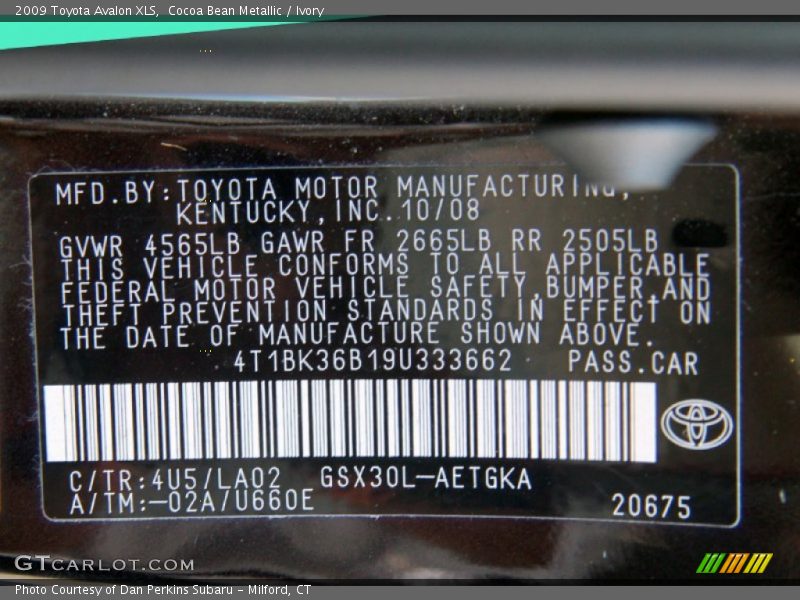 2009 Toyota Avalon XLS,  Cocoa Bean Metallic / Ivory
MFD.BY:TOYOTA MOTOR MANUFACTURING,
KENTUCKY,INC. 10/08
GVWR 4565LB GAWR FR 2665LB RR 2505LB
THIS VEHICLE CONFORMS TO ALL APPLICABLE
FEDERAL MOTOR VEHICLE SAFETY,BUMPER,AND
THEFT PREVENTION STANDARDS IN EFFECT ON
THE DATE OF MANUFACTURE SHOWN ABOVE.
4T1BK36B19U333662 PASS.CAR
C/TR:4U5/LA02 GSX30L-AETGKA
A/TM:-02A/U660E 20675
GTCARLOT.COM
Photo Courtesy of Dan Perkins Subaru - Milford, CT